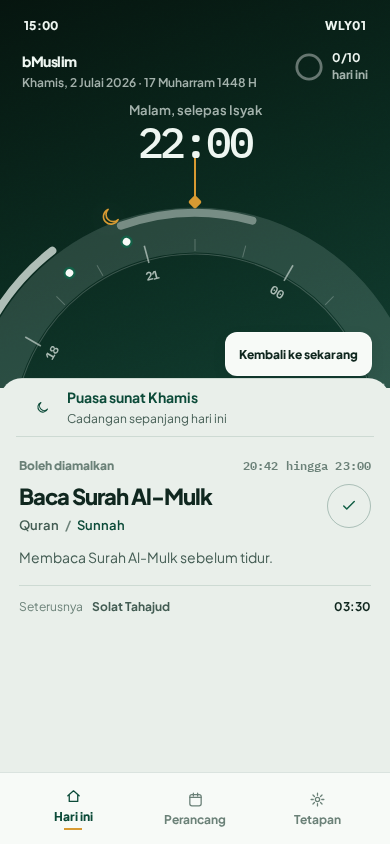 15:00 WLY01
bMuslim
Khamis, 2 Julai 2026 · 17 Muharram 1448 H
0/10
hari ini
Malam, selepas Isyak
22:00
21
00
18
Kembali ke sekarang
Puasa sunat Khamis
Cadangan sepanjang hari ini
Boleh diamalkan 20:42 hingga 23:00
Baca Surah Al-Mulk
Quran / Sunnah
Membaca Surah Al-Mulk sebelum tidur.
Seterusnya Solat Tahajud 03:30
Hari ini Perancang Tetapan